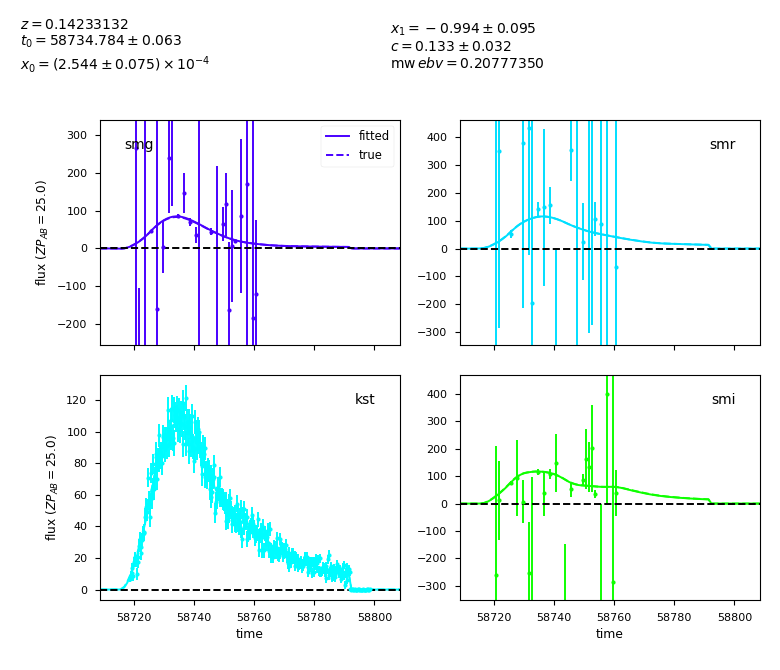 z = 0.14233132
t₀ = 58734.784 ± 0.063
x₀ = (2.544 ± 0.075) × 10⁻⁴
x₁ = −0.994 ± 0.095
c = 0.133 ± 0.032
mw ebv = 0.20777350
smg
fitted
true
300
200
100
0
−100
−200
flux (ZP_AB = 25.0)
smr
400
300
200
100
0
−100
−200
−300
kst
120
100
80
60
40
20
0
flux (ZP_AB = 25.0)
58720 58740 58760 58780 58800
time
smi
400
300
200
100
0
−100
−200
−300
58720 58740 58760 58780 58800
time